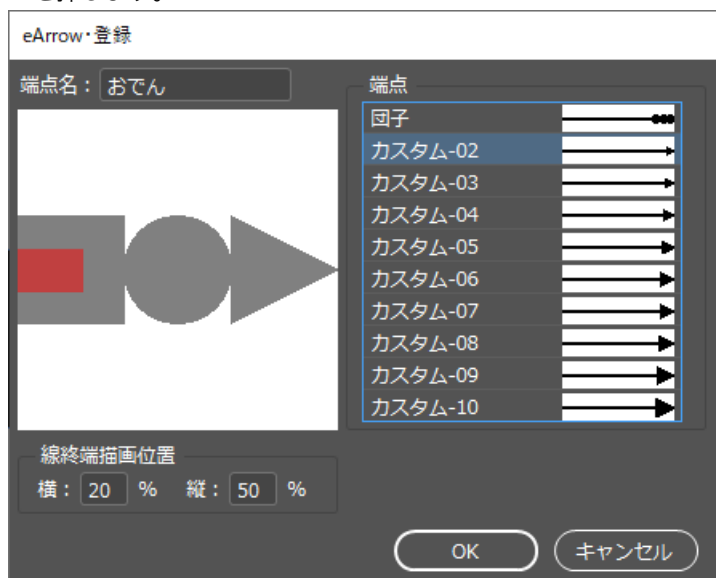 eArrow･登録
端点名：おでん
端点
団子
カスタム-02
カスタム-03
カスタム-04
カスタム-05
カスタム-06
カスタム-07
カスタム-08
カスタム-09
カスタム-10
線終端描画位置
横：20 % 縦：50 %
OK キャンセル